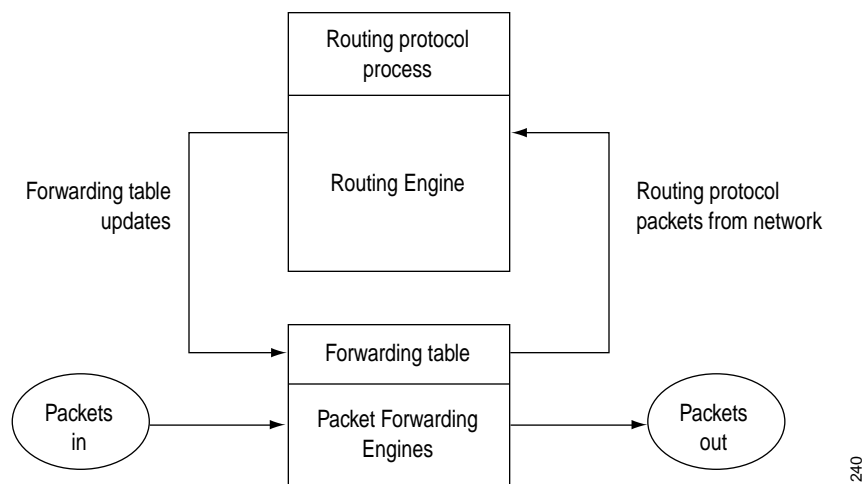 Routing protocol
process
Routing Engine
Forwarding table
updates
Routing protocol
packets from network
Forwarding table
Packets
in
Packet Forwarding
Engines
Packets
out
240